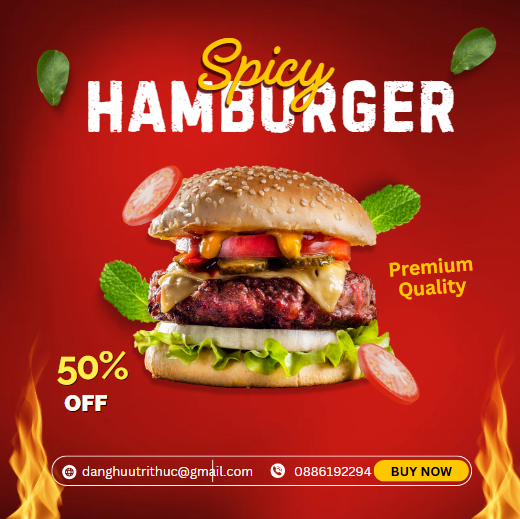 Spicy
HAMBURGER
Premium
Quality
50%
OFF
danghuutrithuc@gmail.com 0886192294 BUY NOW